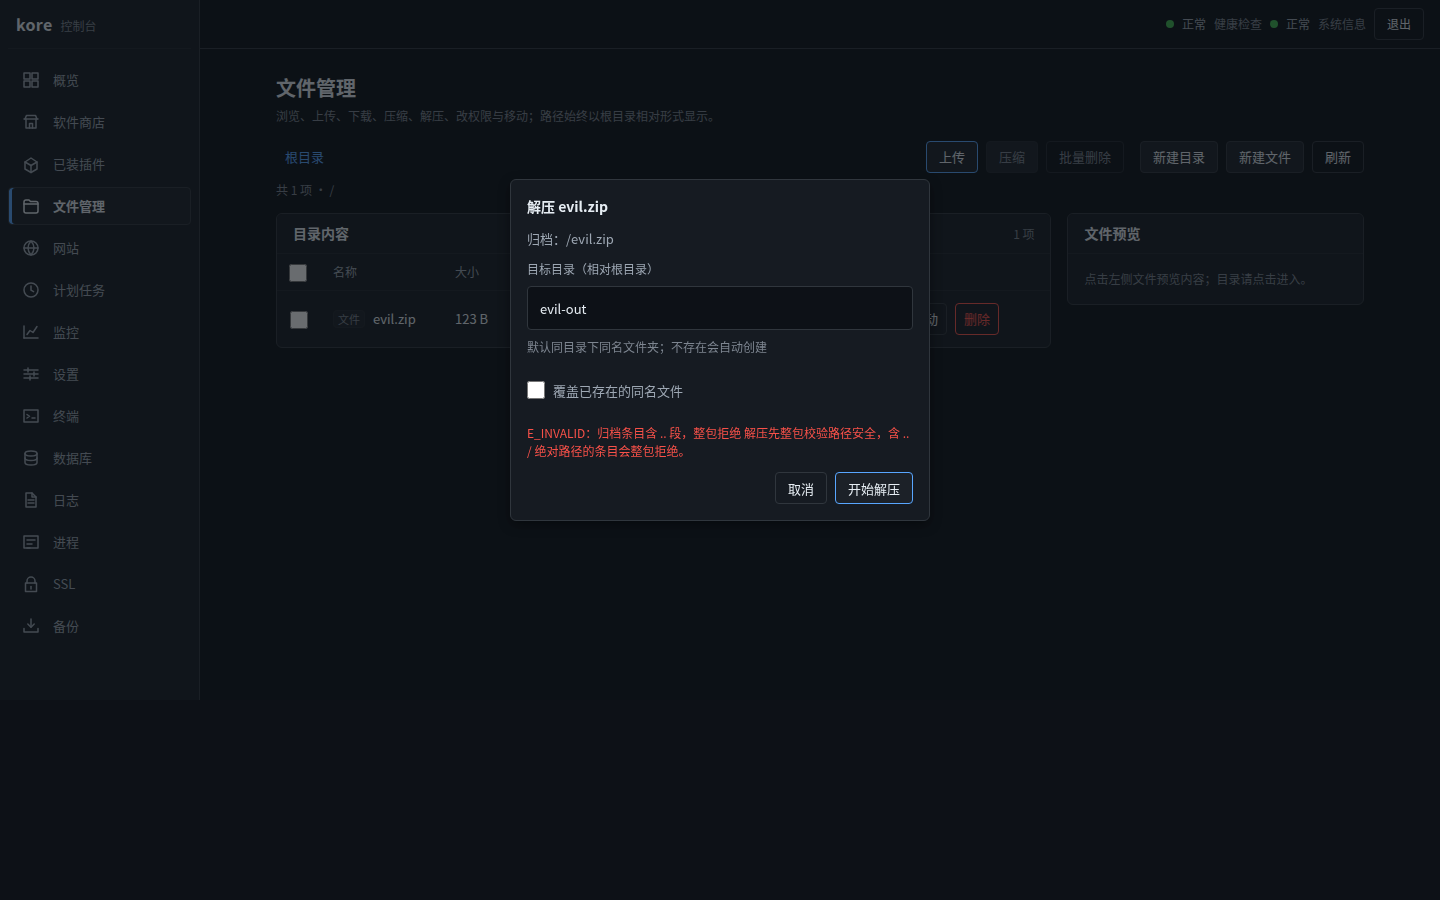 kore 控制台
正常 健康检查 正常 系统信息 退出
概览
软件商店
已装插件
文件管理
网站
计划任务
监控
设置
终端
数据库
日志
进程
SSL
备份
文件管理
浏览、上传、下载、压缩、解压、改权限与移动；路径始终以根目录相对形式显示。
根目录
上传 压缩 批量删除 新建目录 新建文件 刷新
共 1 项 · /
目录内容 1 项
名称 大小
文件 evil.zip 123 B 动 删除
文件预览
点击左侧文件预览内容；目录请点击进入。
解压 evil.zip
归档：/evil.zip
目标目录（相对根目录）
evil-out
默认同目录下同名文件夹；不存在会自动创建
覆盖已存在的同名文件
E_INVALID：归档条目含 .. 段，整包拒绝 解压先整包校验路径安全，含 ..
/ 绝对路径的条目会整包拒绝。
取消 开始解压